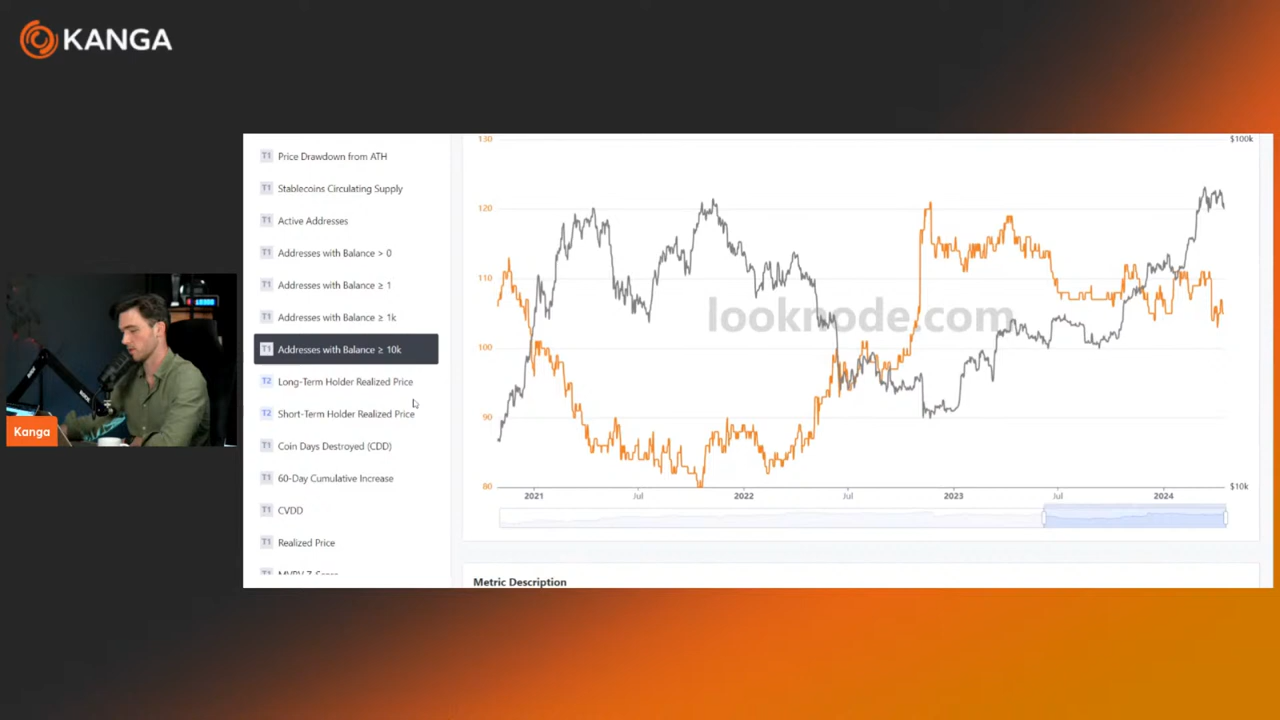 KANGA
Price Drawdown from ATH
Stablecoins Circulating Supply
Active Addresses
Addresses with Balance > 0
Addresses with Balance ≥ 1
Addresses with Balance ≥ 1k
Addresses with Balance ≥ 10k
Long-Term Holder Realized Price
Short-Term Holder Realized Price
Coin Days Destroyed (CDD)
60-Day Cumulative Increase
CVDD
Realized Price
T1
T1
T1
T1
T1
T1
T1
T2
T2
T1
T1
T1
T1
T1
MVRV Z-Score
130
120
110
100
90
80
$100k
$10k
looknode.com
2021
Jul
2022
Jul
2023
Jul
2024
Metric Description
Kanga